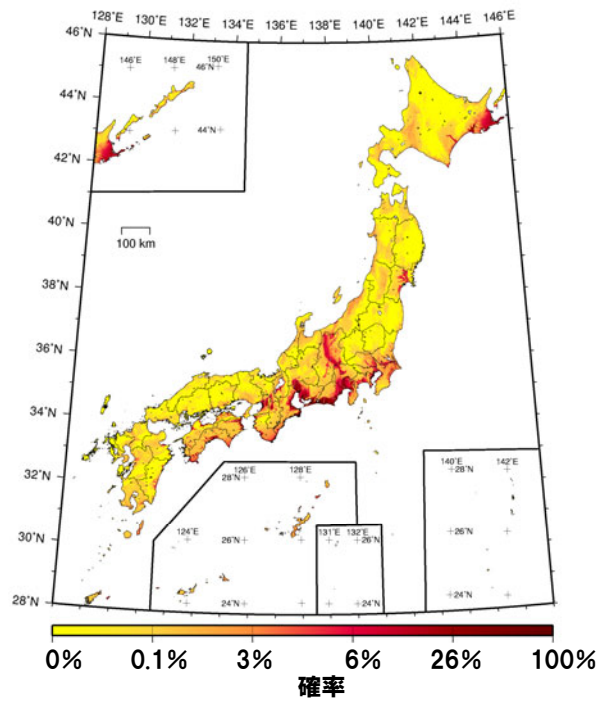 128°E 130°E 132°E 134°E 136°E 138°E 140°E 142°E 144°E 146°E
46°N
146°E 148°E 150°E
46°N
44°N
44°N
42°N
40°N
100 km
38°N
36°N
34°N
32°N
126°E 128°E
28°N
140°E 142°E
28°N
30°N
124°E
26°N
131°E 132°E
26°N
26°N
28°N
24°N
24°N
24°N
0% 0.1% 3% 6% 26% 100%
確率